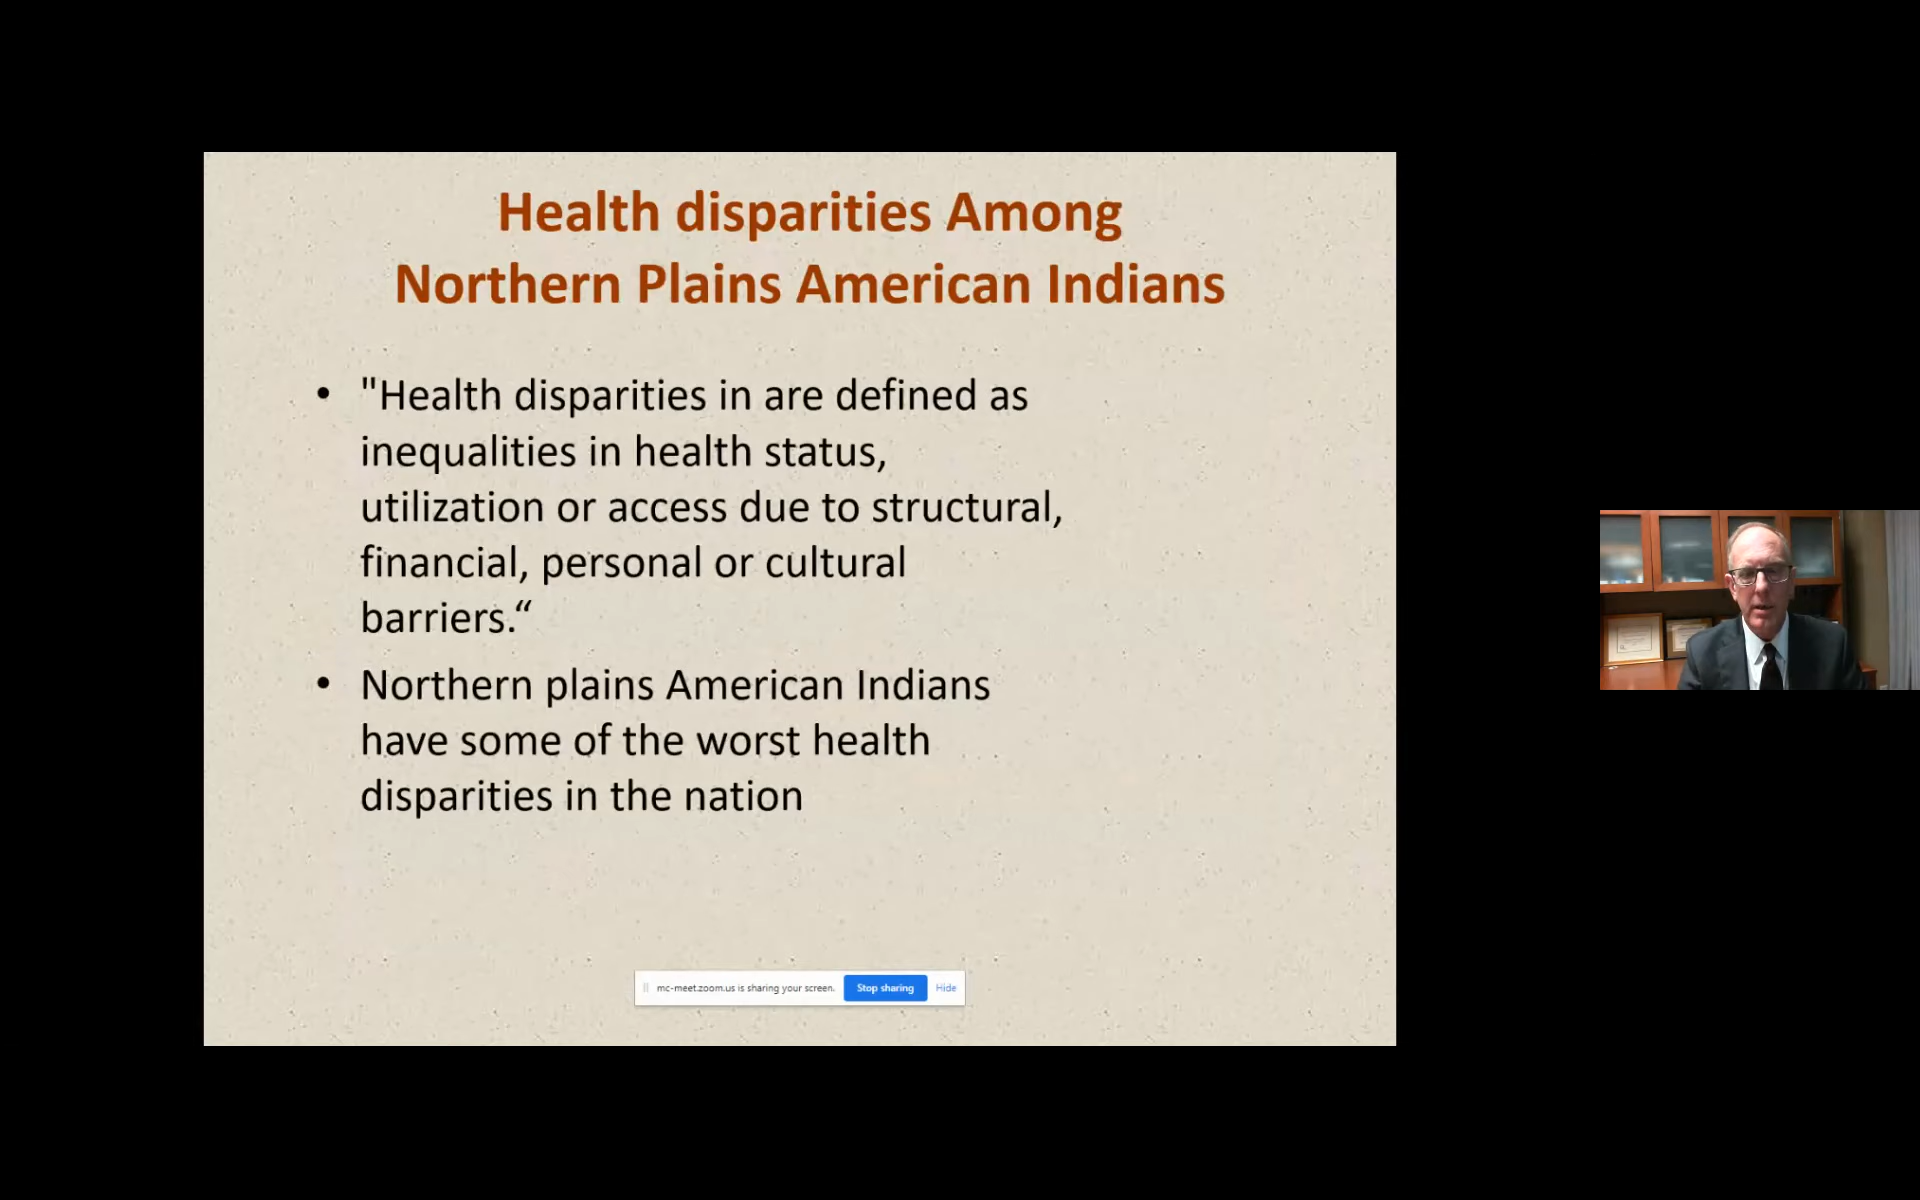 Health disparities Among
Northern Plains American Indians
• "Health disparities in are defined as
inequalities in health status,
utilization or access due to structural,
financial, personal or cultural
barriers.“
• Northern plains American Indians
have some of the worst health
disparities in the nation
mc-meet.zoom.us is sharing your screen. Stop sharing Hide